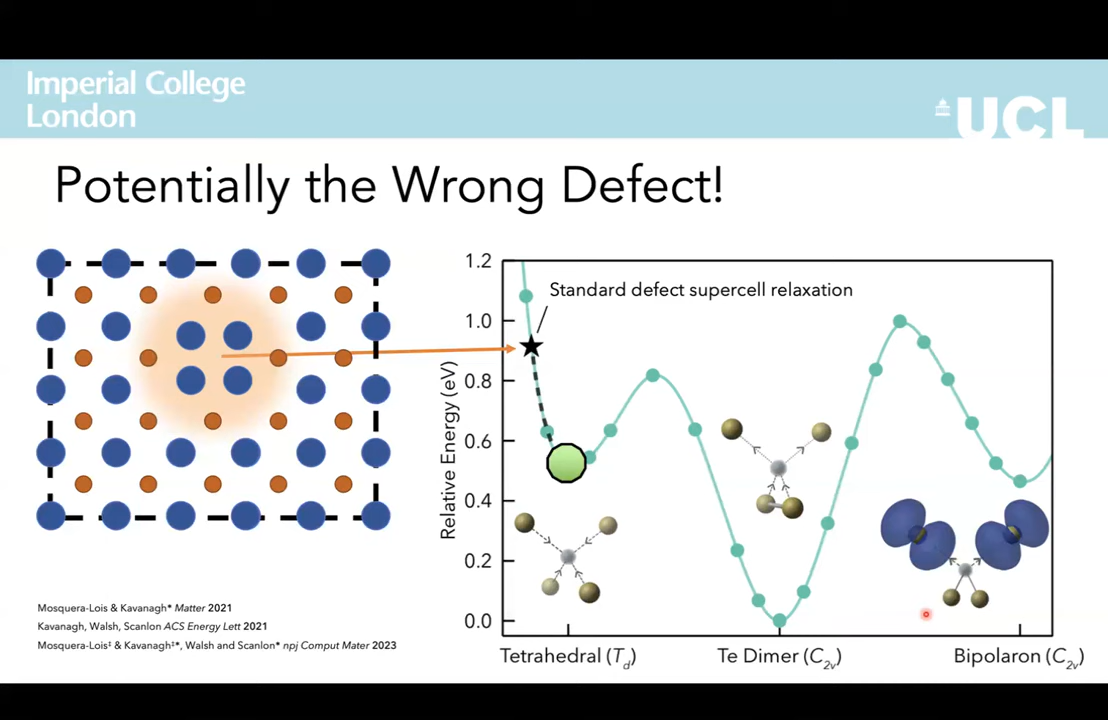 Imperial College
London
UCL
Potentially the Wrong Defect!
Standard defect supercell relaxation
Relative Energy (eV)
1.2
1.0
0.8
0.6
0.4
0.2
0.0
Tetrahedral (Td)
Te Dimer (C2v)
Bipolaron (C2v)
Mosquera-Lois & Kavanagh* Matter 2021
Kavanagh, Walsh, Scanlon ACS Energy Lett 2021
Mosquera-Lois‡ & Kavanagh‡*, Walsh and Scanlon* npj Comput Mater 2023